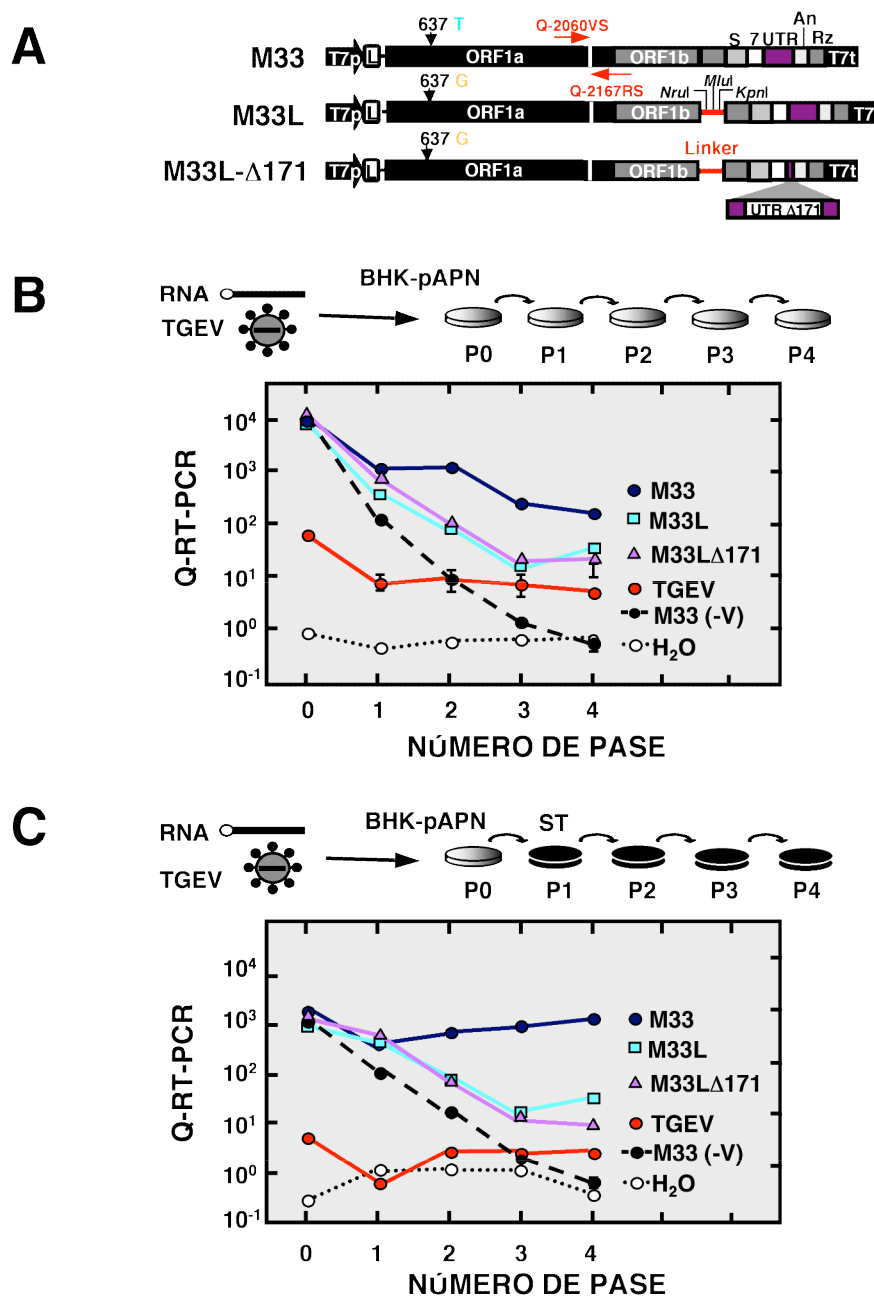 A
637 T
Q-2060VS
An
M33
T7p L ORF1a ORF1b S 7 UTR Rz T7t
637 G
Q-2167RS
NruI MluI KpnI
M33L
T7p L ORF1a ORF1b T7
637 G
Linker
M33L-Δ171
T7p L ORF1a ORF1b T7t
UTR Δ171
B
RNA
TGEV
BHK-pAPN
P0 P1 P2 P3 P4
Q-RT-PCR
10⁴
10³
10²
10¹
10⁰
10⁻¹
M33
M33L
M33LΔ171
TGEV
M33 (-V)
H₂O
0 1 2 3 4
NÚMERO DE PASE
C
RNA
TGEV
BHK-pAPN
ST
P0 P1 P2 P3 P4
Q-RT-PCR
10⁴
10³
10²
10¹
10⁰
10⁻¹
M33
M33L
M33LΔ171
TGEV
M33 (-V)
H₂O
0 1 2 3 4
NÚMERO DE PASE